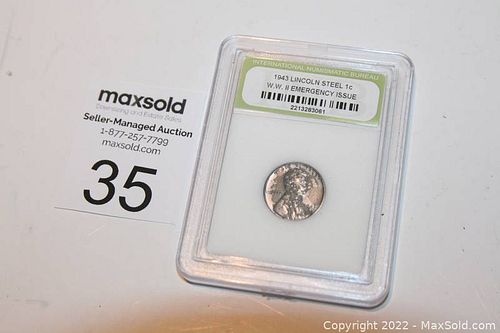 maxsold
Downsizing and Estate Sales
Seller-Managed Auction
1-877-257-7799
maxsold.com
35
INTERNATIONAL NUMISMATIC BUREAU
1943 LINCOLN STEEL 1c
W.W. II EMERGENCY ISSUE
2213283061
Copyright 2022 - MaxSold.com